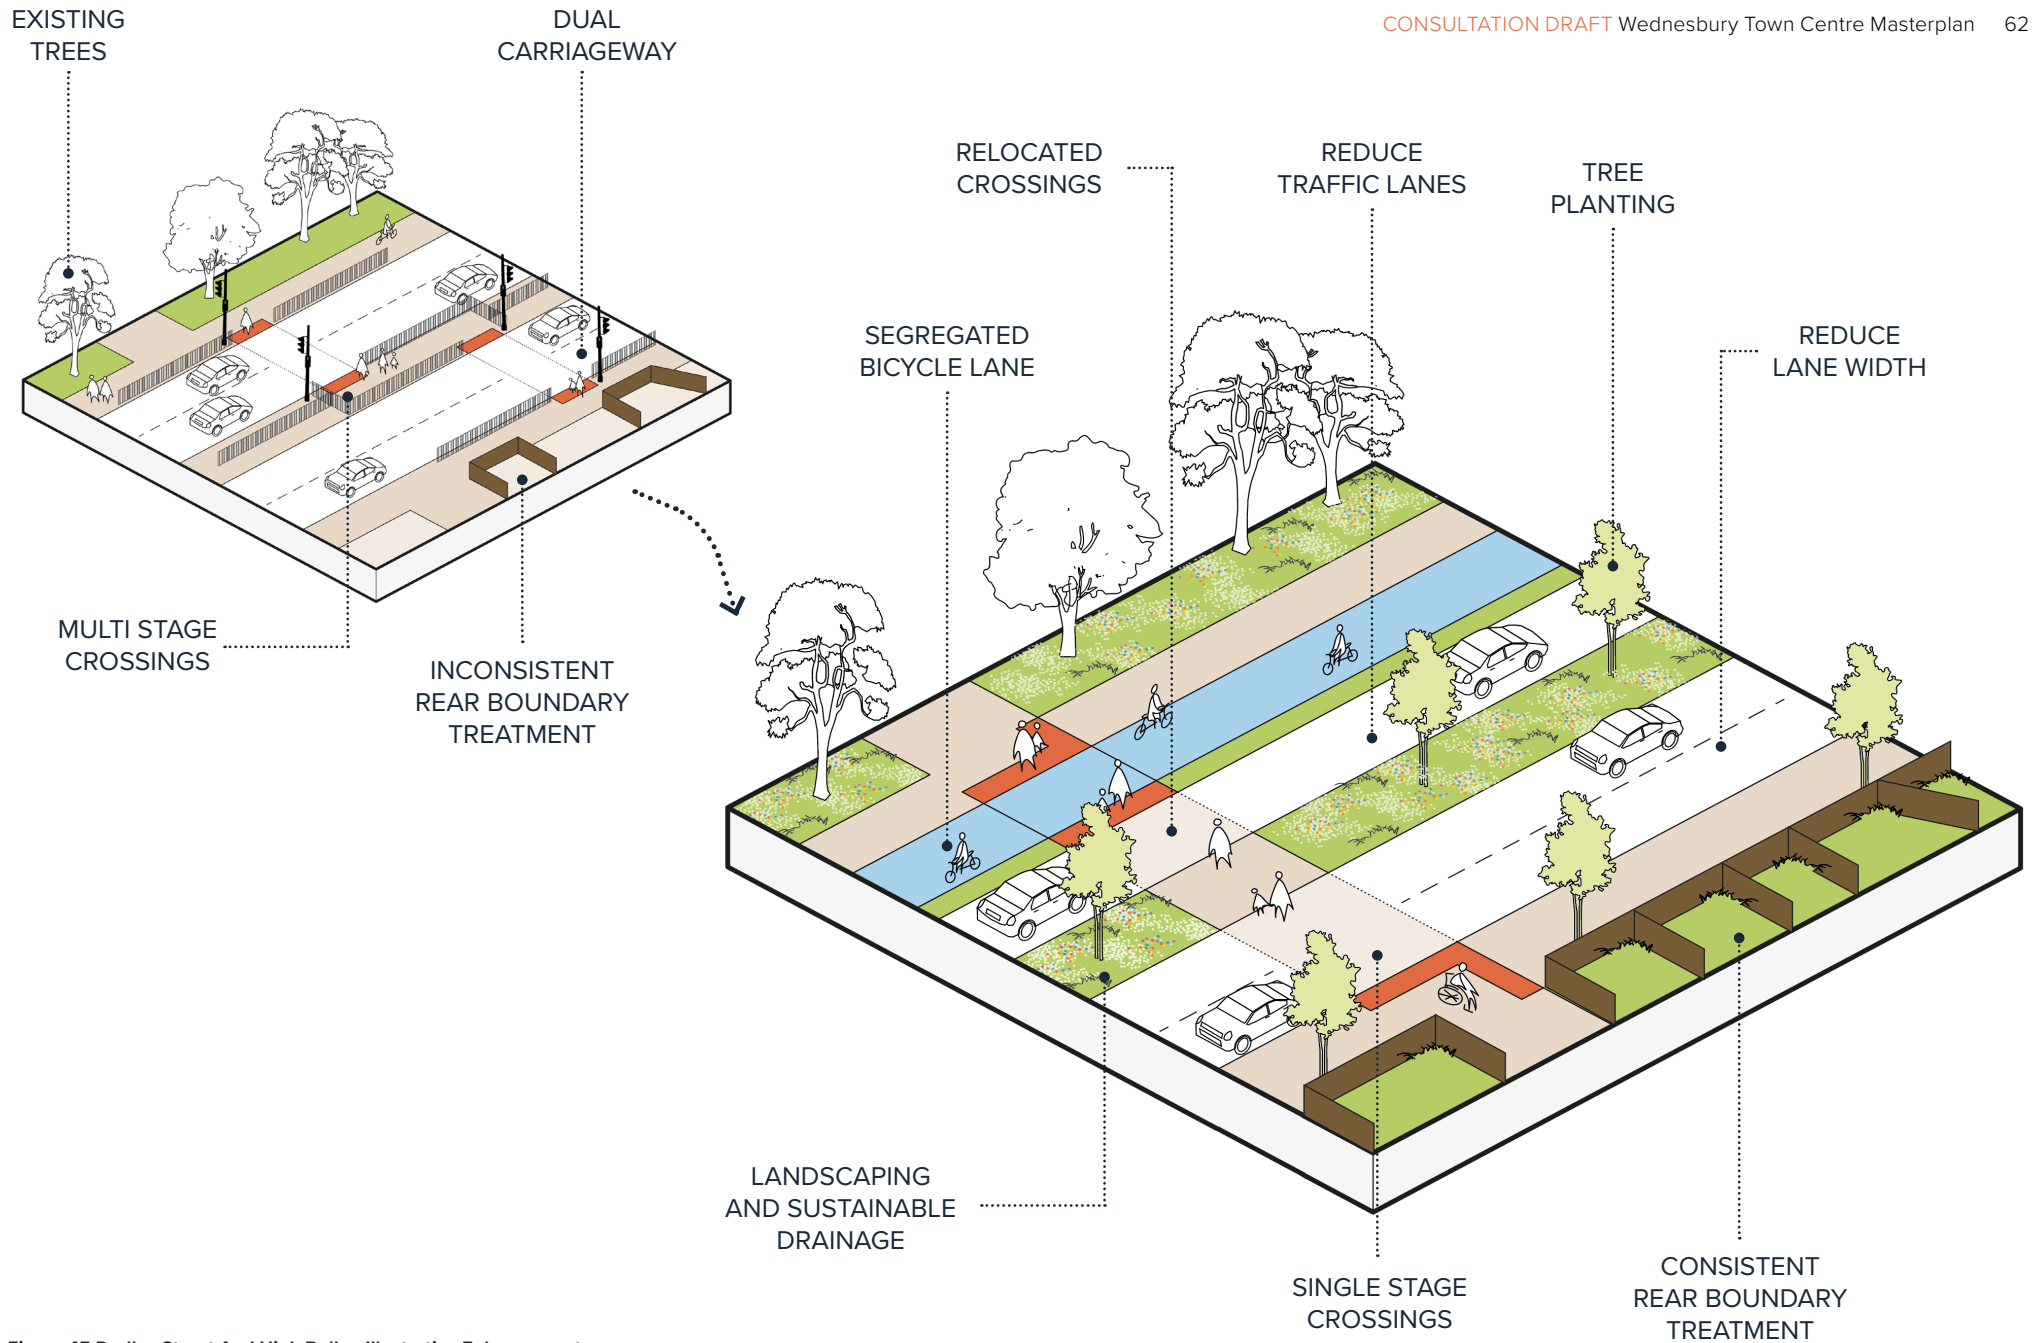 CONSULTATION DRAFT Wednesbury Town Centre Masterplan 62
EXISTING
TREES
DUAL
CARRIAGEWAY
MULTI STAGE
CROSSINGS
INCONSISTENT
REAR BOUNDARY
TREATMENT
RELOCATED
CROSSINGS
REDUCE
TRAFFIC LANES
TREE
PLANTING
SEGREGATED
BICYCLE LANE
REDUCE
LANE WIDTH
LANDSCAPING
AND SUSTAINABLE
DRAINAGE
SINGLE STAGE
CROSSINGS
CONSISTENT
REAR BOUNDARY
TREATMENT